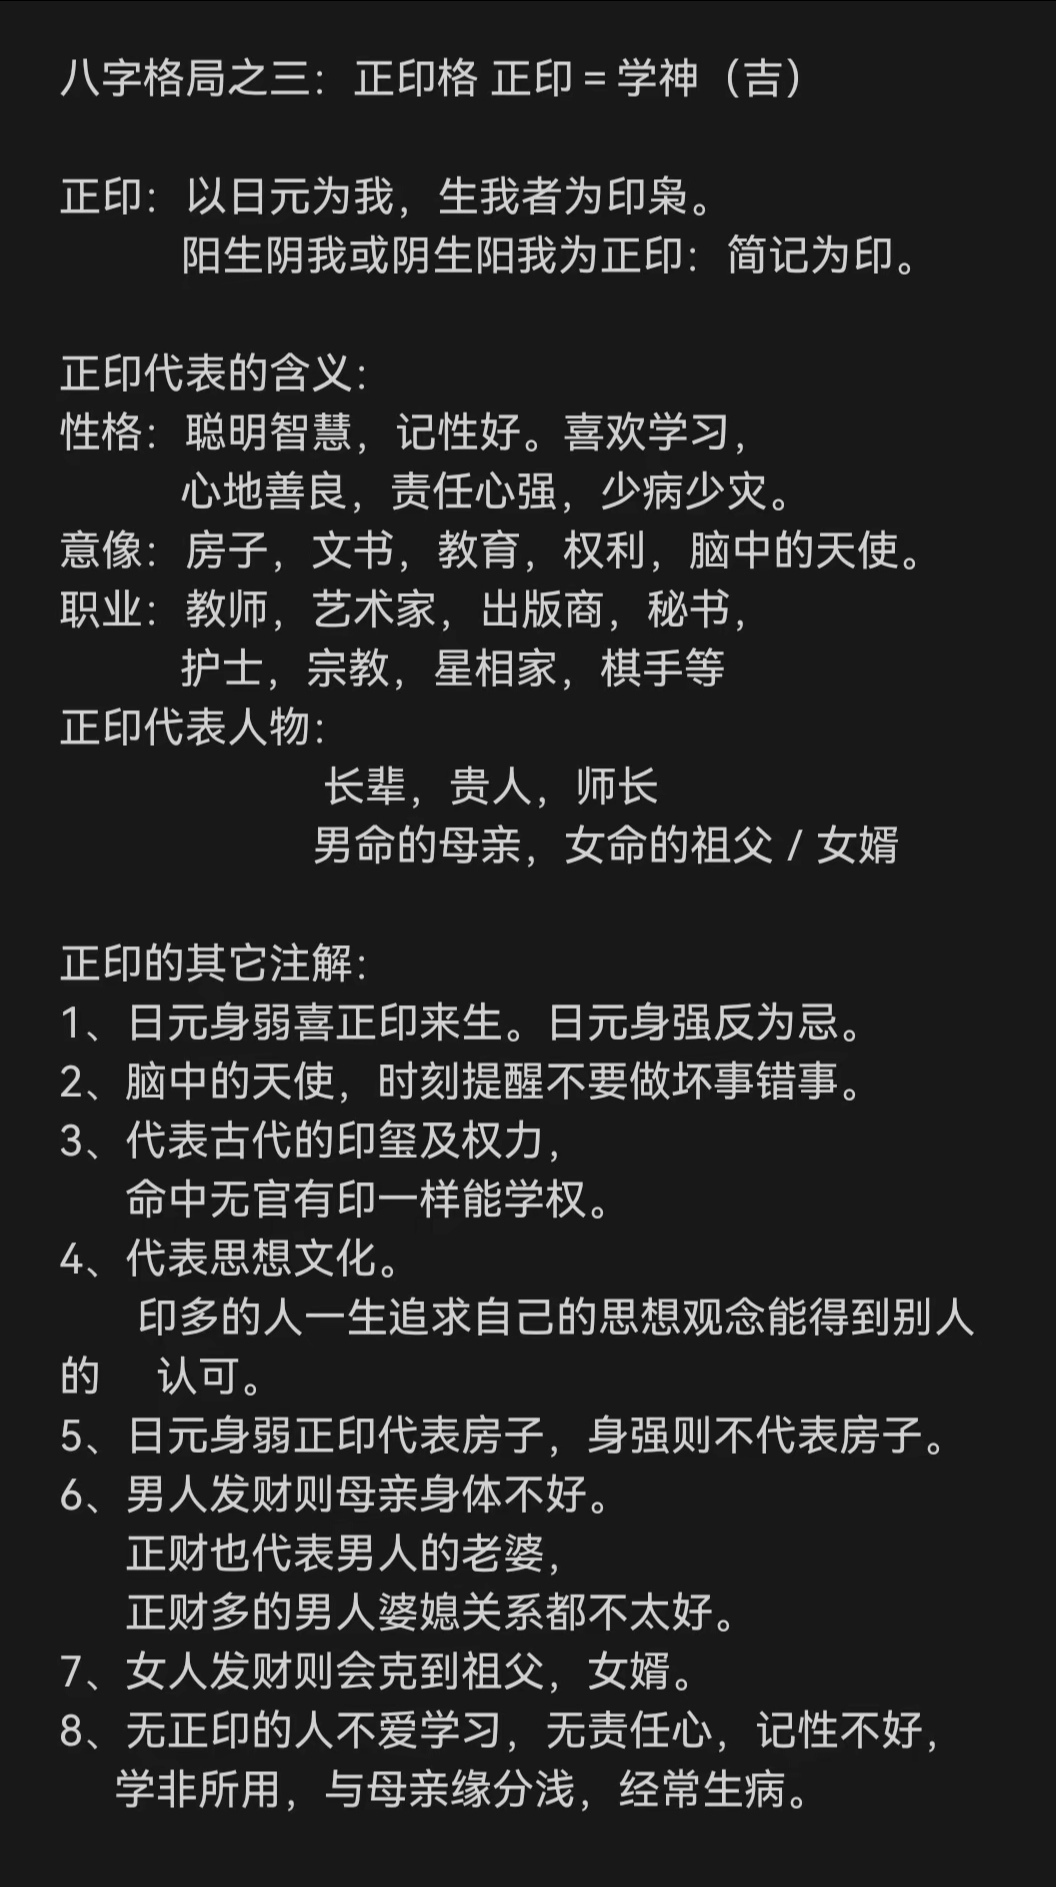 八字格局之三：正印格 正印 = 学神（吉）
正印：以日元为我，生我者为印枭。
阳生阴我或阴生阳我为正印：简记为印。
正印代表的含义：
性格：聪明智慧，记性好。喜欢学习，
心地善良，责任心强，少病少灾。
意像：房子，文书，教育，权利，脑中的天使。
职业：教师，艺术家，出版商，秘书，
护士，宗教，星相家，棋手等
正印代表人物：
长辈，贵人，师长
男命的母亲，女命的祖父 / 女婿
正印的其它注解：
1、日元身弱喜正印来生。日元身强反为忌。
2、脑中的天使，时刻提醒不要做坏事错事。
3、代表古代的印玺及权力，
命中无官有印一样能学权。
4、代表思想文化。
印多的人一生追求自己的思想观念能得到别人
的 认可。
5、日元身弱正印代表房子，身强则不代表房子。
6、男人发财则母亲身体不好。
正财也代表男人的老婆，
正财多的男人婆媳关系都不太好。
7、女人发财则会克到祖父，女婿。
8、无正印的人不爱学习，无责任心，记性不好，
学非所用，与母亲缘分浅，经常生病。